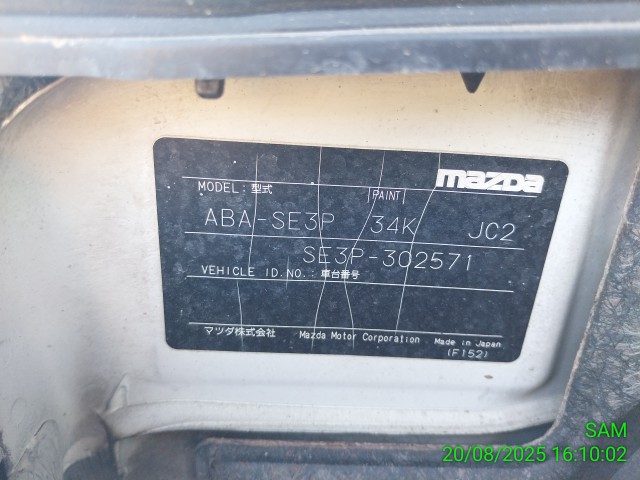 mazda
MODEL: 型式 PAINT
ABA-SE3P 34K JC2
SE3P-302571
VEHICLE ID.NO.: 車台番号
マツダ株式会社 Mazda Motor Corporation Made in Japan
(F152)
SAM
20/08/2025 16:10:02